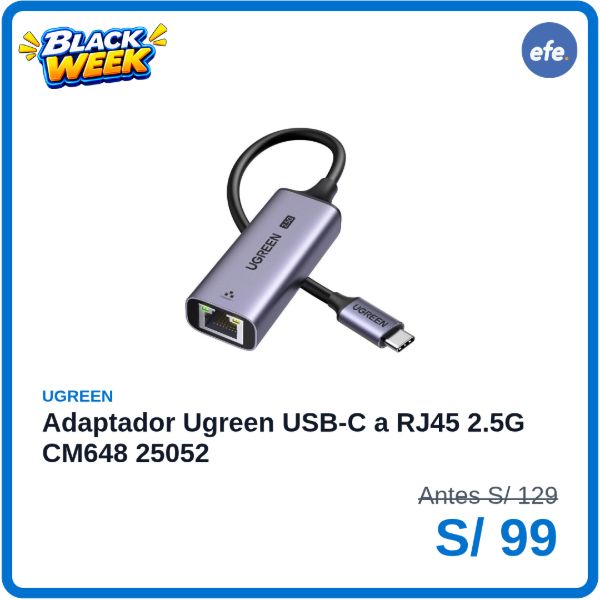 BLACK
WEEK
efe.
UGREEN
2.5G
UGREEN
UGREEN
Adaptador Ugreen USB-C a RJ45 2.5G
CM648 25052
Antes S/ 129
S/ 99